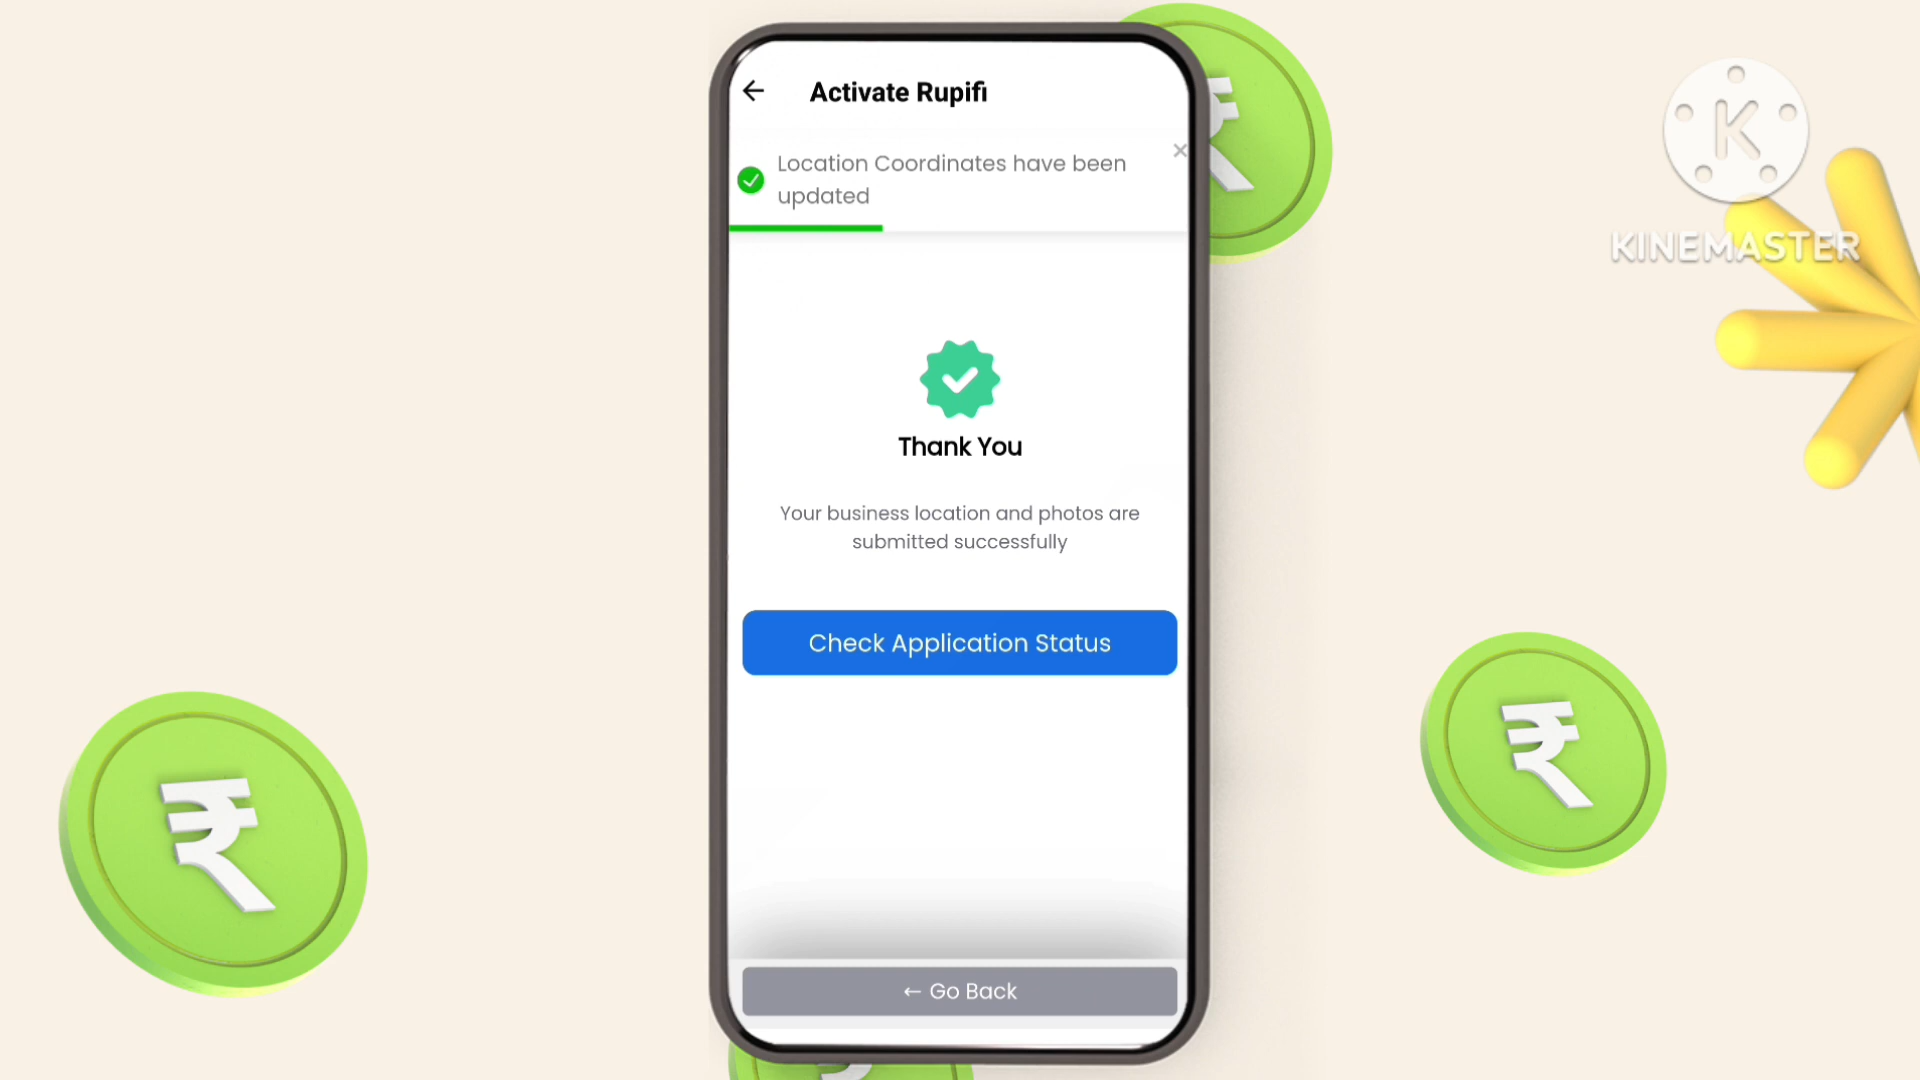 Activate Rupifi
Location Coordinates have been
updated
Thank You
Your business location and photos are
submitted successfully
Check Application Status
← Go Back
K
KINEMASTER
₹
₹
₹